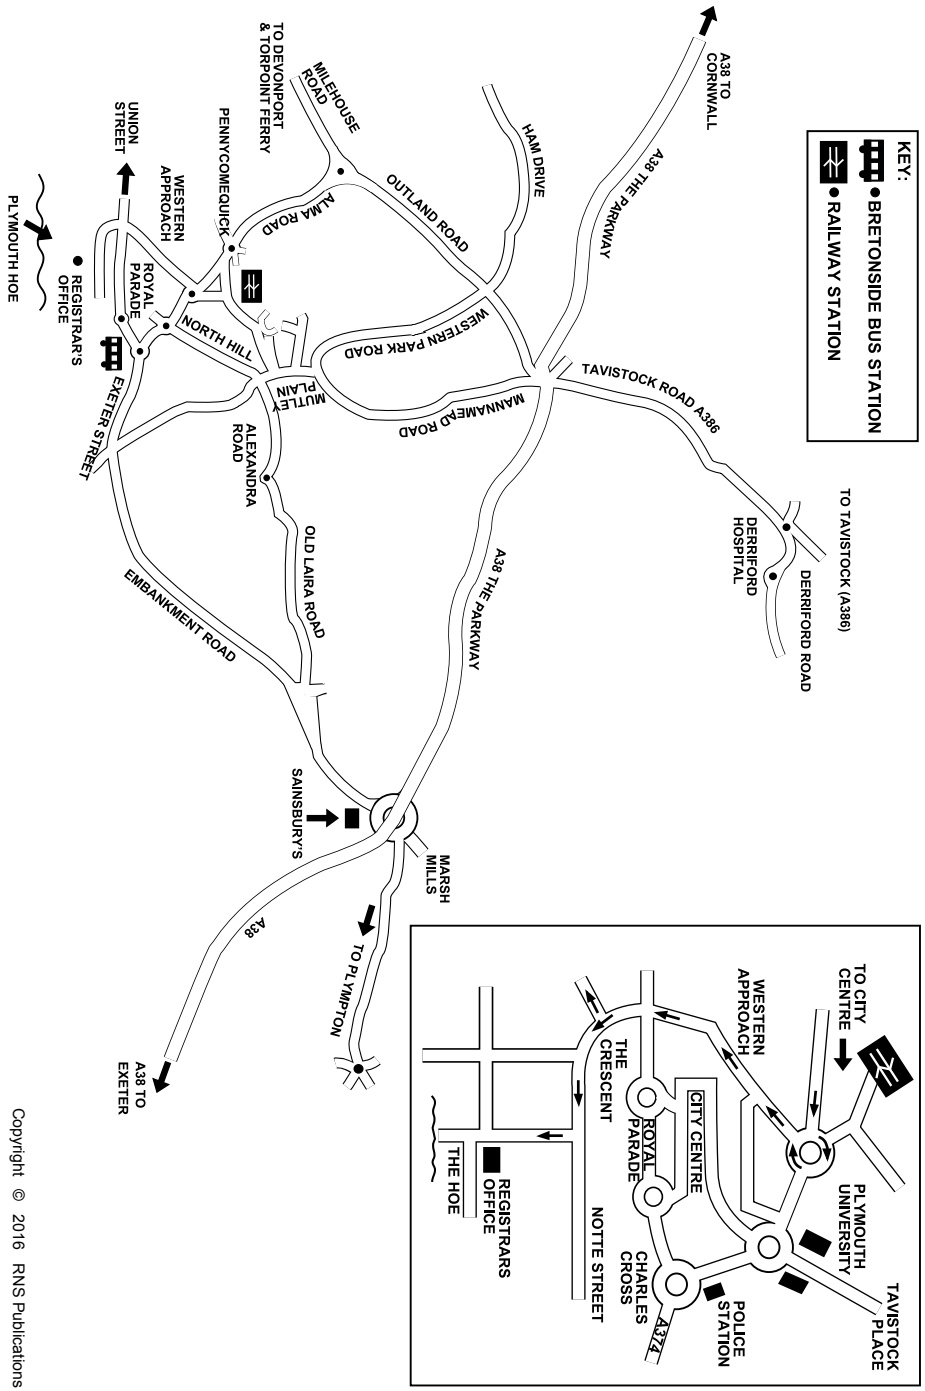 KEY:
BRETONSIDE BUS STATION
RAILWAY STATION
A38 TO
CORNWALL
A38 THE PARKWAY
HAM DRIVE
MILEHOUSE
ROAD
TO DEVONPORT
& TORPOINT FERRY
OUTLAND ROAD
ALMA ROAD
PENNYCOMEQUICK
WESTERN
APPROACH
UNION
STREET
PLYMOUTH HOE
REGISTRAR'S
OFFICE
ROYAL
PARADE
NORTH HILL
WESTERN PARK ROAD
MUTLEY
PLAIN
MANNAMEAD ROAD
TAVISTOCK ROAD A386
TO TAVISTOCK (A386)
DERRIFORD
HOSPITAL
DERRIFORD ROAD
EXETER STREET
ALEXANDRA
ROAD
OLD LAIRA ROAD
EMBANKMENT ROAD
A38 THE PARKWAY
SAINSBURY'S
MARSH
MILLS
A38
TO PLYMPTON
A38 TO
EXETER
TO CITY
CENTRE
WESTERN
APPROACH
THE
CRESCENT
CITY CENTRE
ROYAL
PARADE
PLYMOUTH
UNIVERSITY
TAVISTOCK
PLACE
POLICE
STATION
CHARLES
CROSS
A374
NOTTE STREET
REGISTRARS
OFFICE
THE HOE
Copyright © 2016 RNS Publications